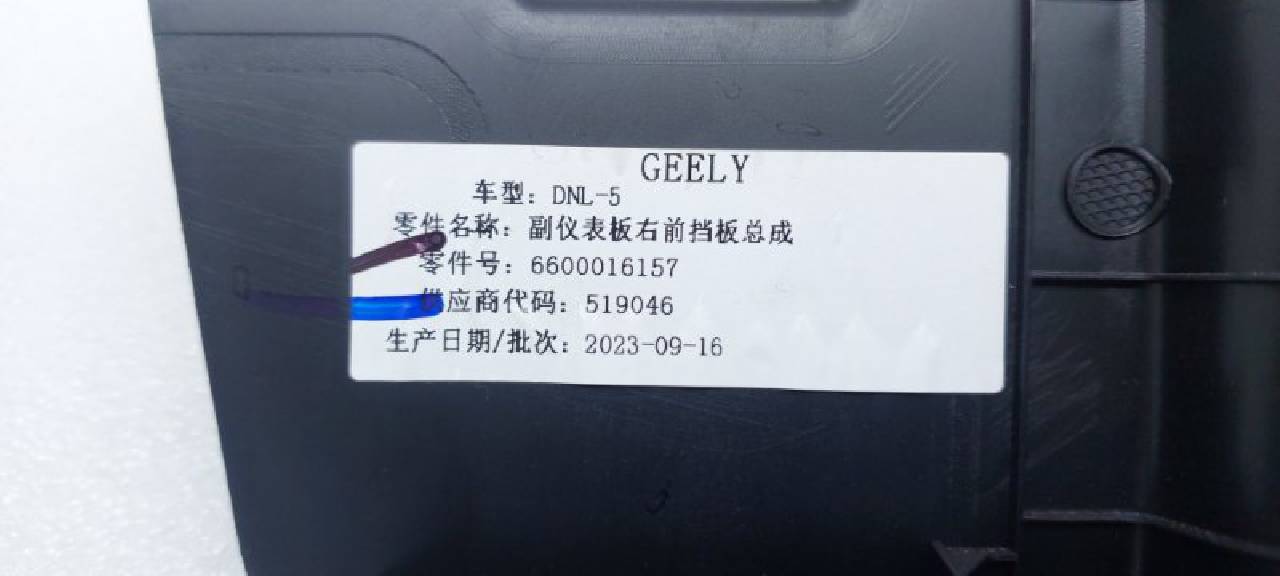 GEELY
车型：DNL-5
零件名称：副仪表板右前挡板总成
零件号：6600016157
供应商代码：519046
生产日期/批次：2023-09-16